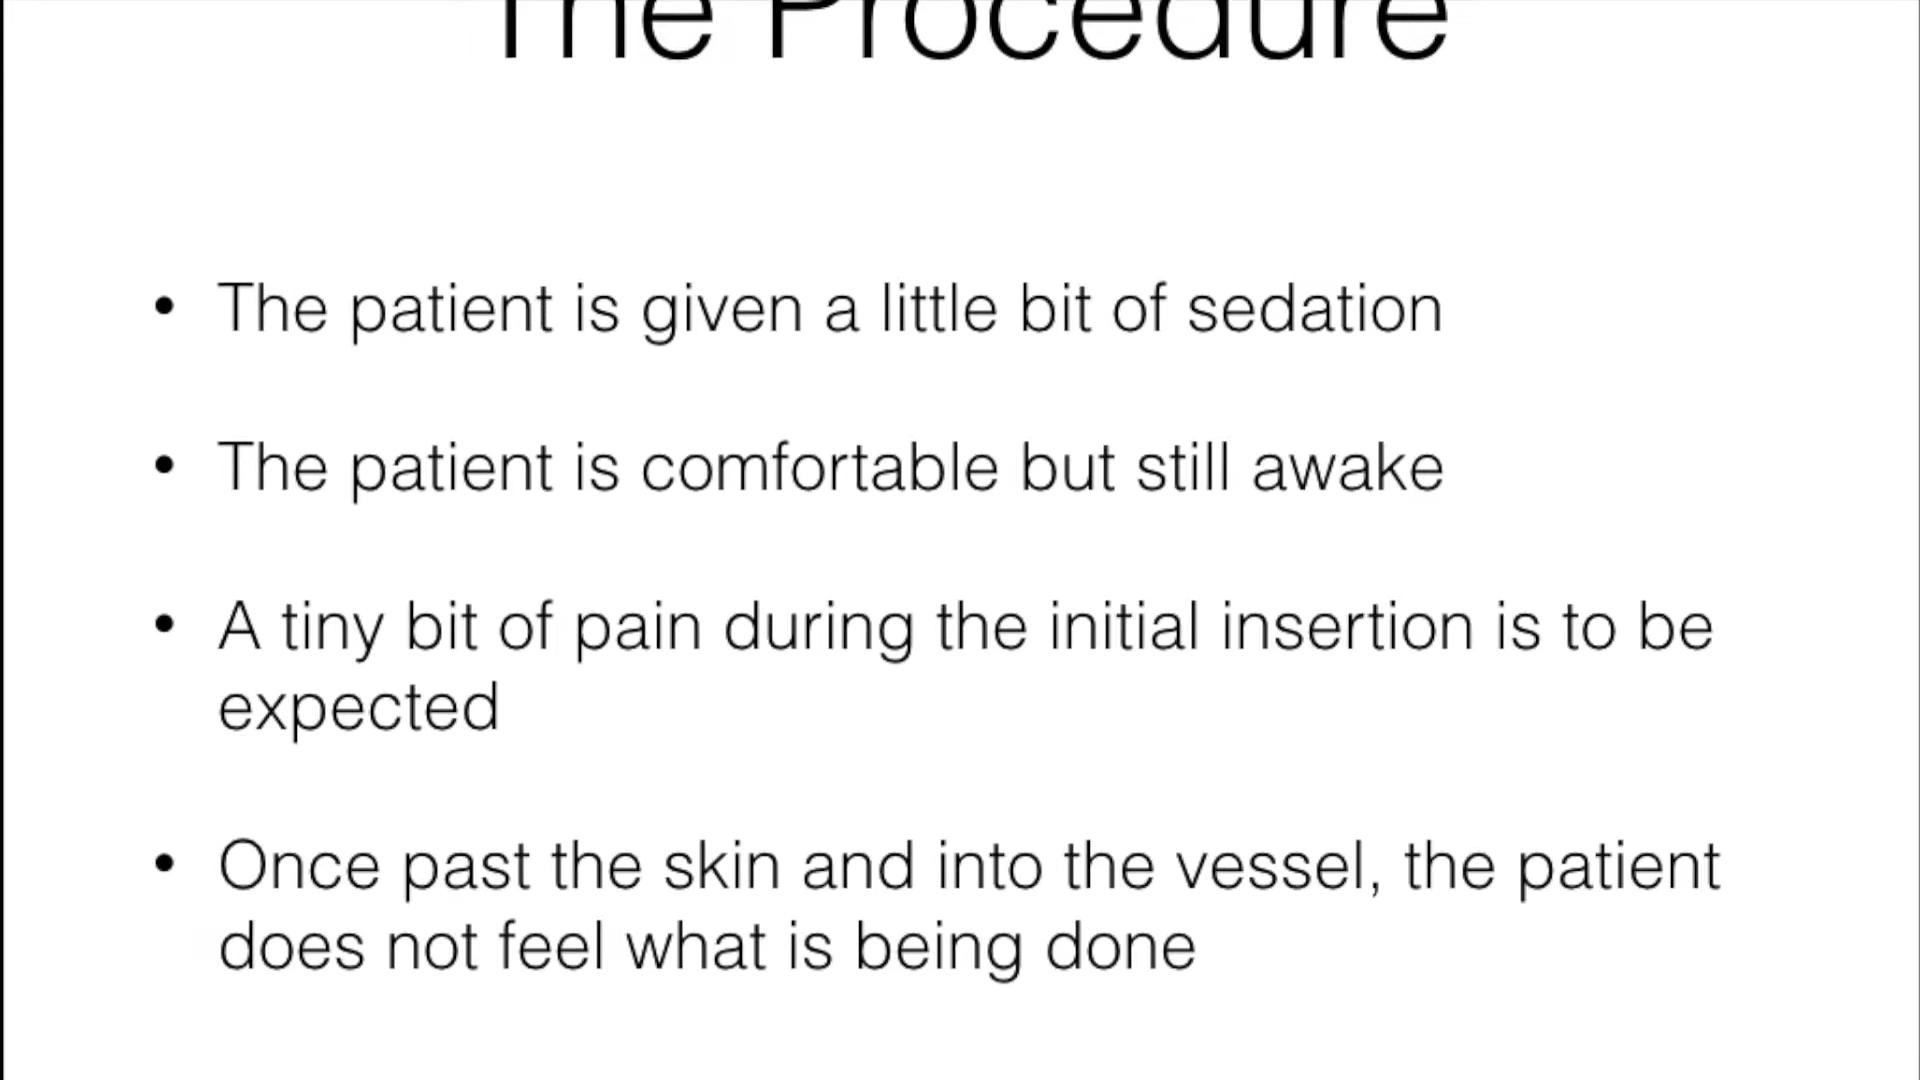 The Procedure
• The patient is given a little bit of sedation
• The patient is comfortable but still awake
• A tiny bit of pain during the initial insertion is to be
expected
• Once past the skin and into the vessel, the patient
does not feel what is being done